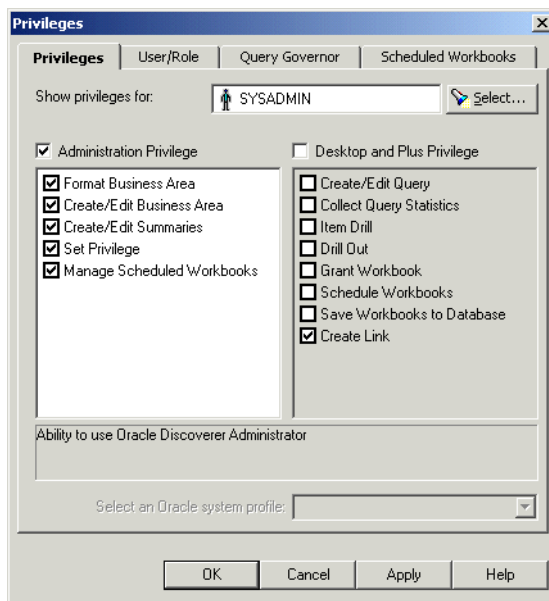 Privileges
Privileges User/Role Query Governor Scheduled Workbooks
Show privileges for: SYSADMIN Select...
Administration Privilege
Format Business Area
Create/Edit Business Area
Create/Edit Summaries
Set Privilege
Manage Scheduled Workbooks
Desktop and Plus Privilege
Create/Edit Query
Collect Query Statistics
Item Drill
Drill Out
Grant Workbook
Schedule Workbooks
Save Workbooks to Database
Create Link
Ability to use Oracle Discoverer Administrator
Select an Oracle system profile:
OK Cancel Apply Help